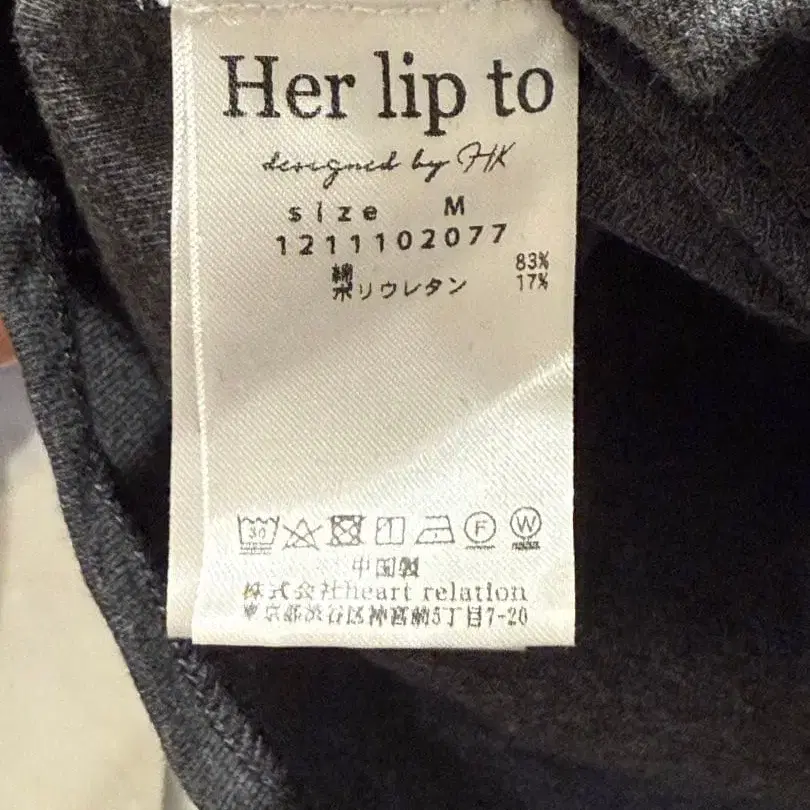 Her lip to
designed by HK
size M
1211102077
綿 83%
ポリウレタン 17%
30 F W
中国製
株式会社heart relation
東京都渋谷区神宮前5丁目7-20